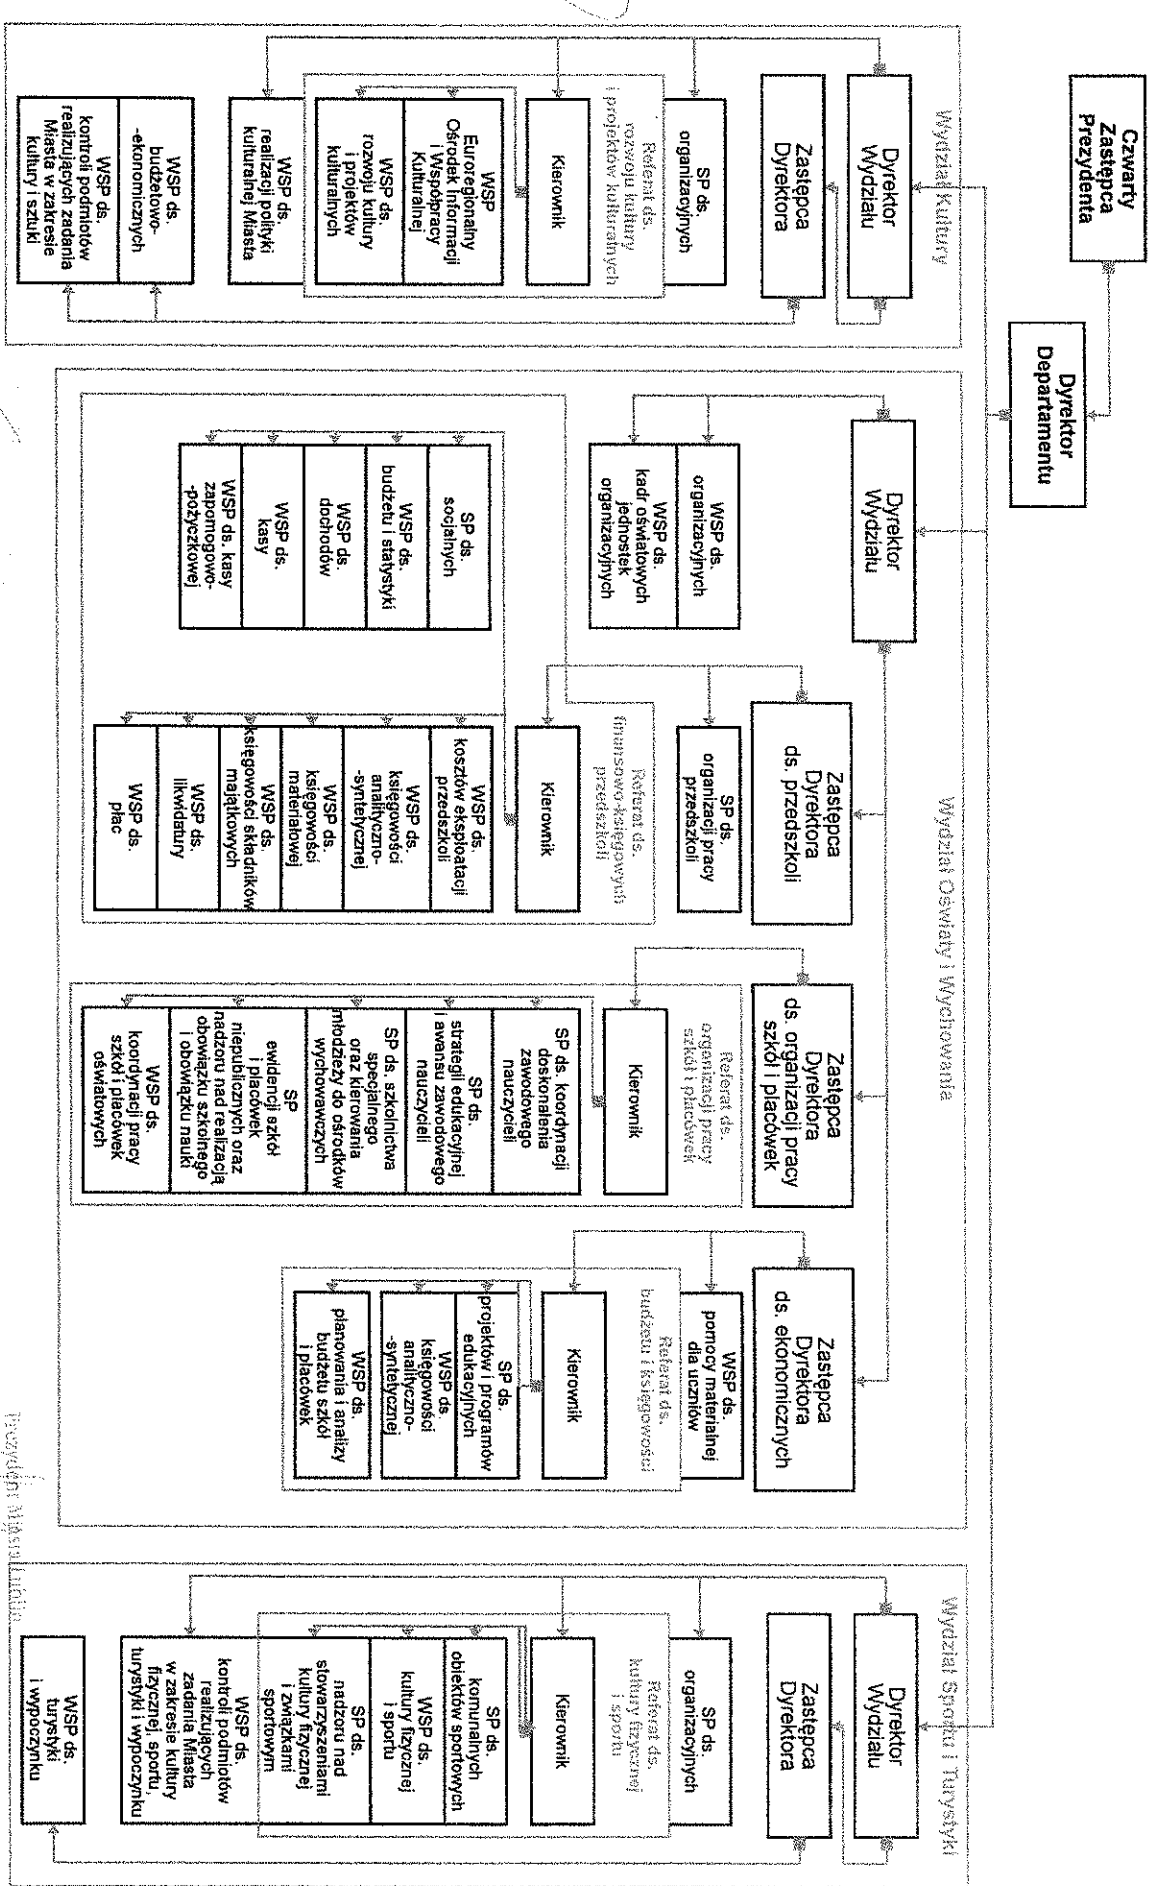 Czwarty
Zastępca
Prezydenta
Dyrektor
Departamentu
Wydział Kultury
Dyrektor
Wydziału
Zastępca
Dyrektora
SP ds.
organizacyjnych
Referat ds.
rozwoju kultury
i projektów kulturalnych
Kierownik
WSP
Euroregionalny
Ośrodek Informacji
i Współpracy
Kulturalnej
WSP ds.
rozwoju kultury
i projektów
kulturalnych
WSP ds.
realizacji polityki
kulturalnej Miasta
WSP ds.
budżetowo-
-ekonomicznych
WSP ds.
kontroli podmiotów
realizujących zadania
Miasta w zakresie
kultury i sztuki
Wydział Oświaty i Wychowania
Dyrektor
Wydziału
WSP ds.
organizacyjnych
WSP ds.
kadr oświatowych
jednostek
organizacyjnych
Zastępca
Dyrektora
ds. przedszkoli
SP ds.
organizacji pracy
przedszkoli
Referat ds.
finansowo-księgowych
przedszkoli
Kierownik
SP ds.
socjalnych
WSP ds.
budżetu i statystyki
WSP ds.
dochodów
WSP ds.
kasy
WSP ds. kasy
zapomogowo-
-pożyczkowej
WSP ds.
kosztów eksploatacji
przedszkoli
WSP ds.
księgowości
analityczno-
-syntetycznej
WSP ds.
księgowości
materiałowej
WSP ds.
księgowości składników
majątkowych
WSP ds.
likwidatury
WSP ds.
płac
Zastępca
Dyrektora
ds. organizacji pracy
szkół i placówek
Referat ds.
organizacji pracy
szkół i placówek
Kierownik
SP ds. koordynacji
doskonalenia
zawodowego
nauczycieli
SP ds.
strategii edukacyjnej
i awansu zawodowego
nauczycieli
SP ds. szkolnictwa
specjalnego
oraz kierowania
młodzieży do ośrodków
wychowawczych
SP
ewidencji szkół
i placówek
niepublicznych oraz
nadzoru nad realizacją
obowiązku szkolnego
i obowiązku nauki
WSP ds.
koordynacji pracy
szkół i placówek
oświatowych
Zastępca
Dyrektora
ds. ekonomicznych
WSP ds.
pomocy materialnej
dla uczniów
Referat ds.
budżetu i księgowości
Kierownik
SP ds.
projektów i programów
edukacyjnych
WSP ds.
księgowości
analityczno-
-syntetycznej
WSP ds.
planowania i analizy
budżetu szkół
i placówek
Wydział Sportu i Turystyki
Dyrektor
Wydziału
Zastępca
Dyrektora
SP ds.
organizacyjnych
Referat ds.
kultury fizycznej
i sportu
Kierownik
SP ds.
komunalnych
obiektów sportowych
WSP ds.
kultury fizycznej
i sportu
SP ds.
nadzoru nad
stowarzyszeniami
kultury fizycznej
i związkami
sportowym
WSP ds.
kontroli podmiotów
realizujących
zadania Miasta
w zakresie kultury
fizycznej, sportu,
turystyki i wypoczynku
WSP ds.
turystyki
i wypoczynku
Prezydent Miasta Lublin